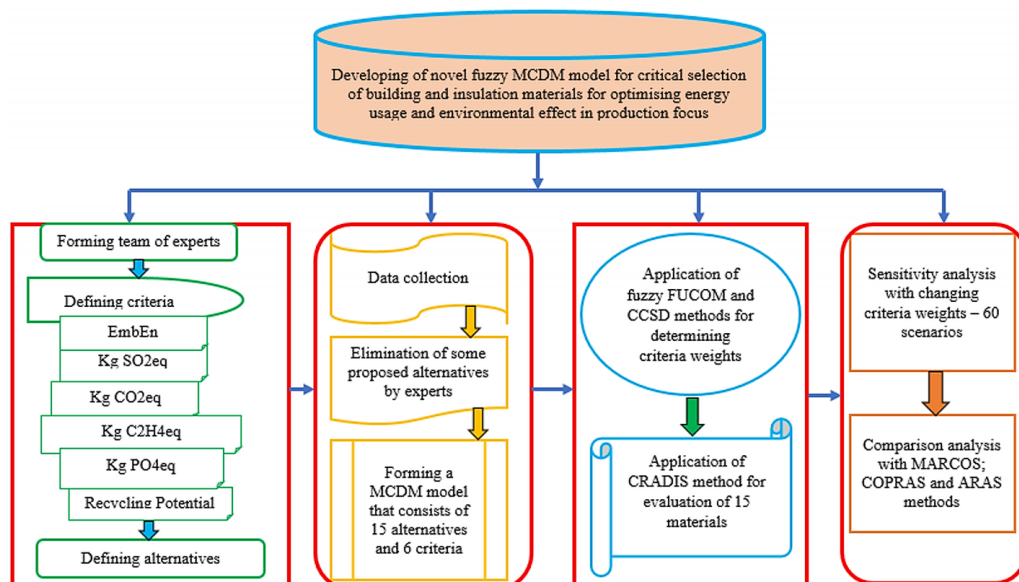 Developing of novel fuzzy MCDM model for critical selection
of building and insulation materials for optimising energy
usage and environmental effect in production focus
Forming team of experts
Defining criteria
EmbEn
Kg SO2eq
Kg CO2eq
Kg C2H4eq
Kg PO4eq
Recycling Potential
Defining alternatives
Data collection
Elimination of some
proposed alternatives
by experts
Forming a
MCDM model
that consists of
15 alternatives
and 6 criteria
Application of
fuzzy FUCOM and
CCSD methods for
determining
criteria weights
Application of
CRADIS method for
evaluation of 15
materials
Sensitivity analysis
with changing
criteria weights – 60
scenarios
Comparison analysis
with MARCOS;
COPRAS and ARAS
methods